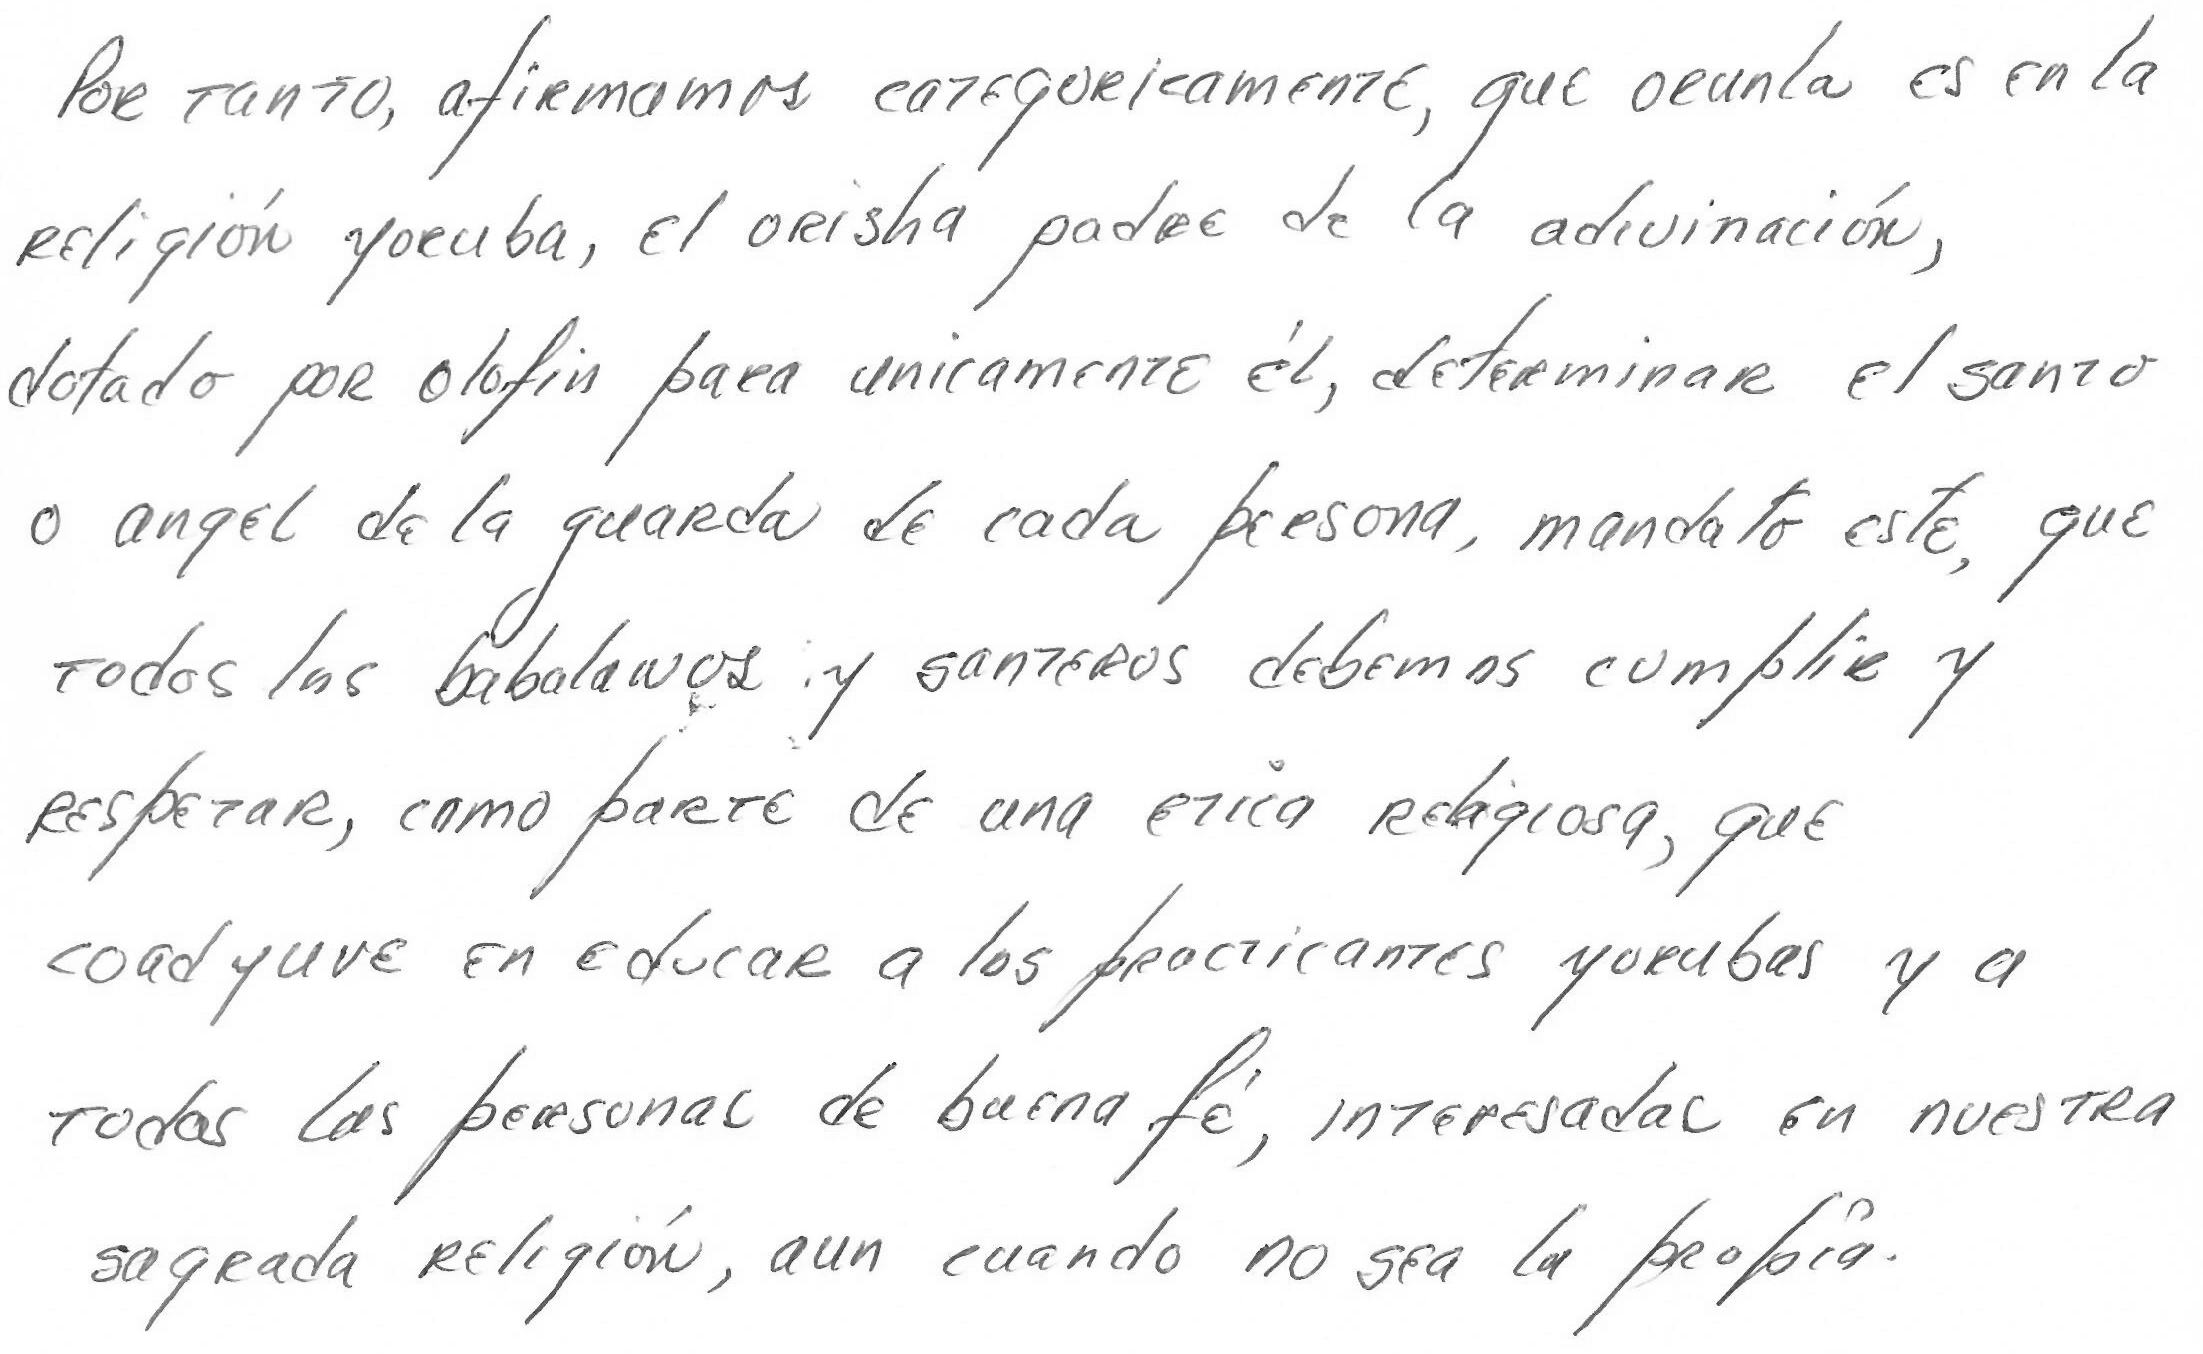 Por tanto, afirmamos categoricamente, que orunla es en la
religión yoruba, el orisha padre de la adivinación,
dotado por olofin para unicamente él, determinar el santo
o angel de la guarda de cada persona, mandato este, que
todos los babalawos y santeros debemos cumplir y
respetar, como parte de una etica religiosa, que
coadyuve en educar a los practicantes yorubas y a
todas las personas de buena fé, interesadas en nuestra
sagrada religión, aun cuando no sea la propia.